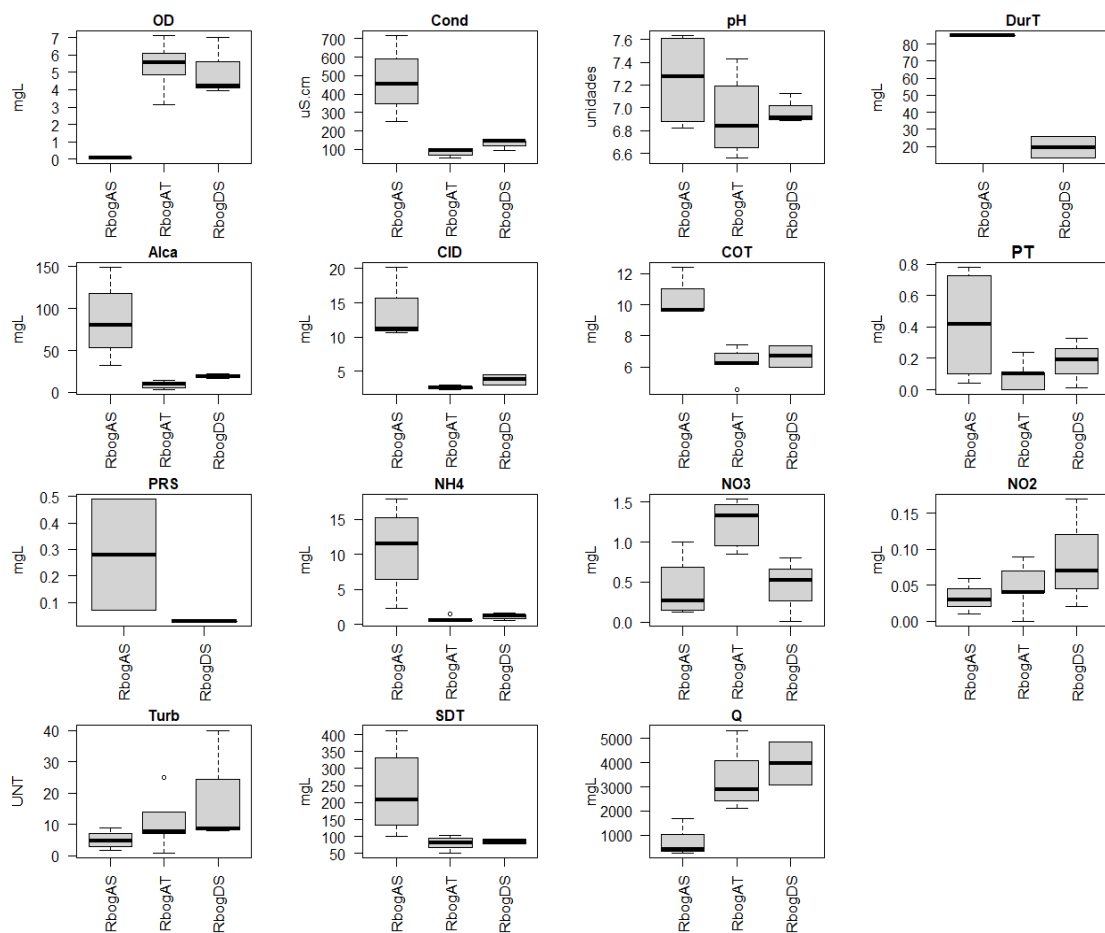 OD
mgL
7
6
5
4
3
2
1
0
RbogAS
RbogAT
RbogDS
Cond
uS.cm
700
600
500
400
300
200
100
RbogAS
RbogAT
RbogDS
pH
unidades
7.6
7.4
7.2
7.0
6.8
6.6
RbogAS
RbogAT
RbogDS
DurT
mgL
80
70
60
50
40
30
20
RbogAS
RbogDS
Alca
mgL
150
100
50
0
RbogAS
RbogAT
RbogDS
CID
mgL
20
15
10
5
RbogAS
RbogAT
RbogDS
COT
mgL
12
10
8
6
RbogAS
RbogAT
RbogDS
PT
mgL
0.8
0.6
0.4
0.2
0.0
RbogAS
RbogAT
RbogDS
PRS
mgL
0.5
0.4
0.3
0.2
0.1
RbogAS
RbogDS
NH4
mgL
15
10
5
0
RbogAS
RbogAT
RbogDS
NO3
mgL
1.5
1.0
0.5
0.0
RbogAS
RbogAT
RbogDS
NO2
mgL
0.15
0.10
0.05
0.00
RbogAS
RbogAT
RbogDS
Turb
UNT
40
30
20
10
0
RbogAS
RbogAT
RbogDS
SDT
mgL
400
350
300
250
200
150
100
50
RbogAS
RbogAT
RbogDS
Q
mgL
5000
4000
3000
2000
1000
RbogAS
RbogAT
RbogDS